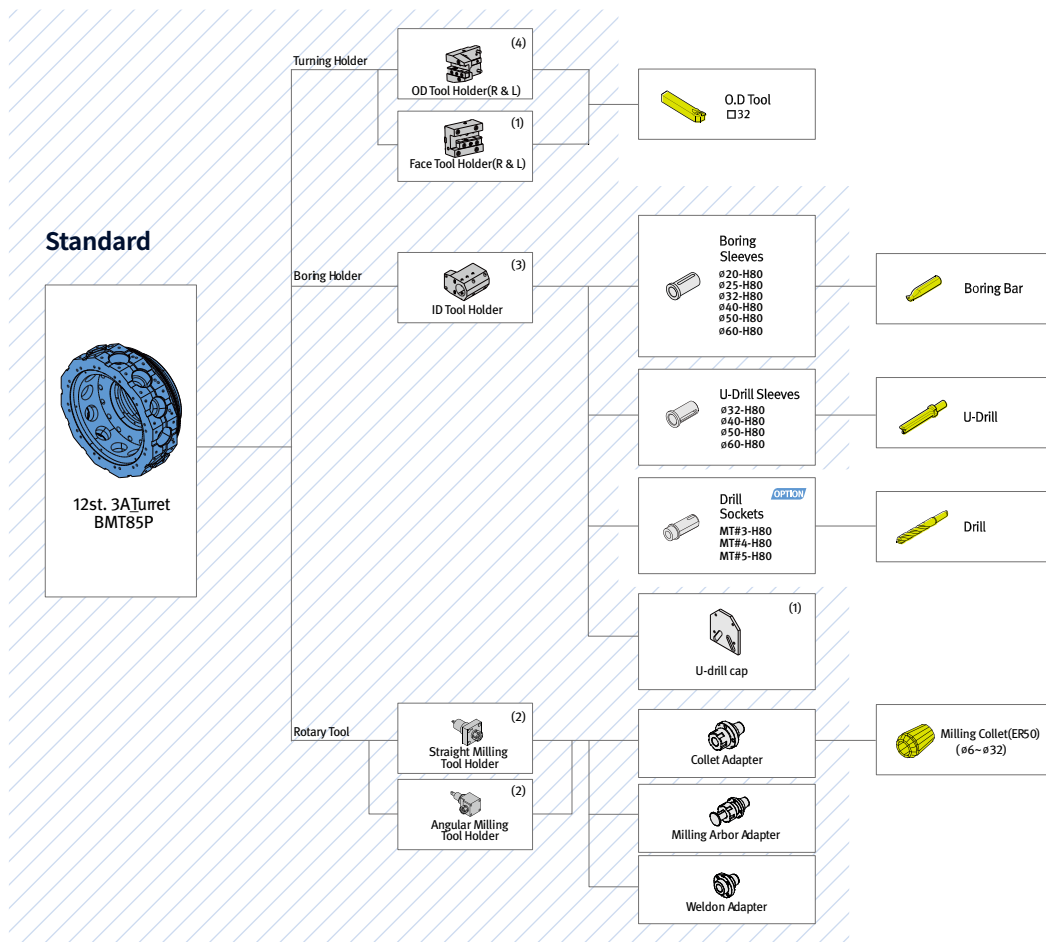 Standard
12st. 3A Turret
BMT85P
Turning Holder
(4)
OD Tool Holder(R & L)
(1)
Face Tool Holder(R & L)
O.D Tool
□32
Boring Holder
(3)
ID Tool Holder
Boring
Sleeves
ø20-H80
ø25-H80
ø32-H80
ø40-H80
ø50-H80
ø60-H80
Boring Bar
U-Drill Sleeves
ø32-H80
ø40-H80
ø50-H80
ø60-H80
U-Drill
OPTION
Drill
Sockets
MT#3-H80
MT#4-H80
MT#5-H80
Drill
(1)
U-drill cap
Rotary Tool
(2)
Straight Milling
Tool Holder
(2)
Angular Milling
Tool Holder
Collet Adapter
Milling Collet(ER50)
(ø6~ø32)
Milling Arbor Adapter
Weldon Adapter